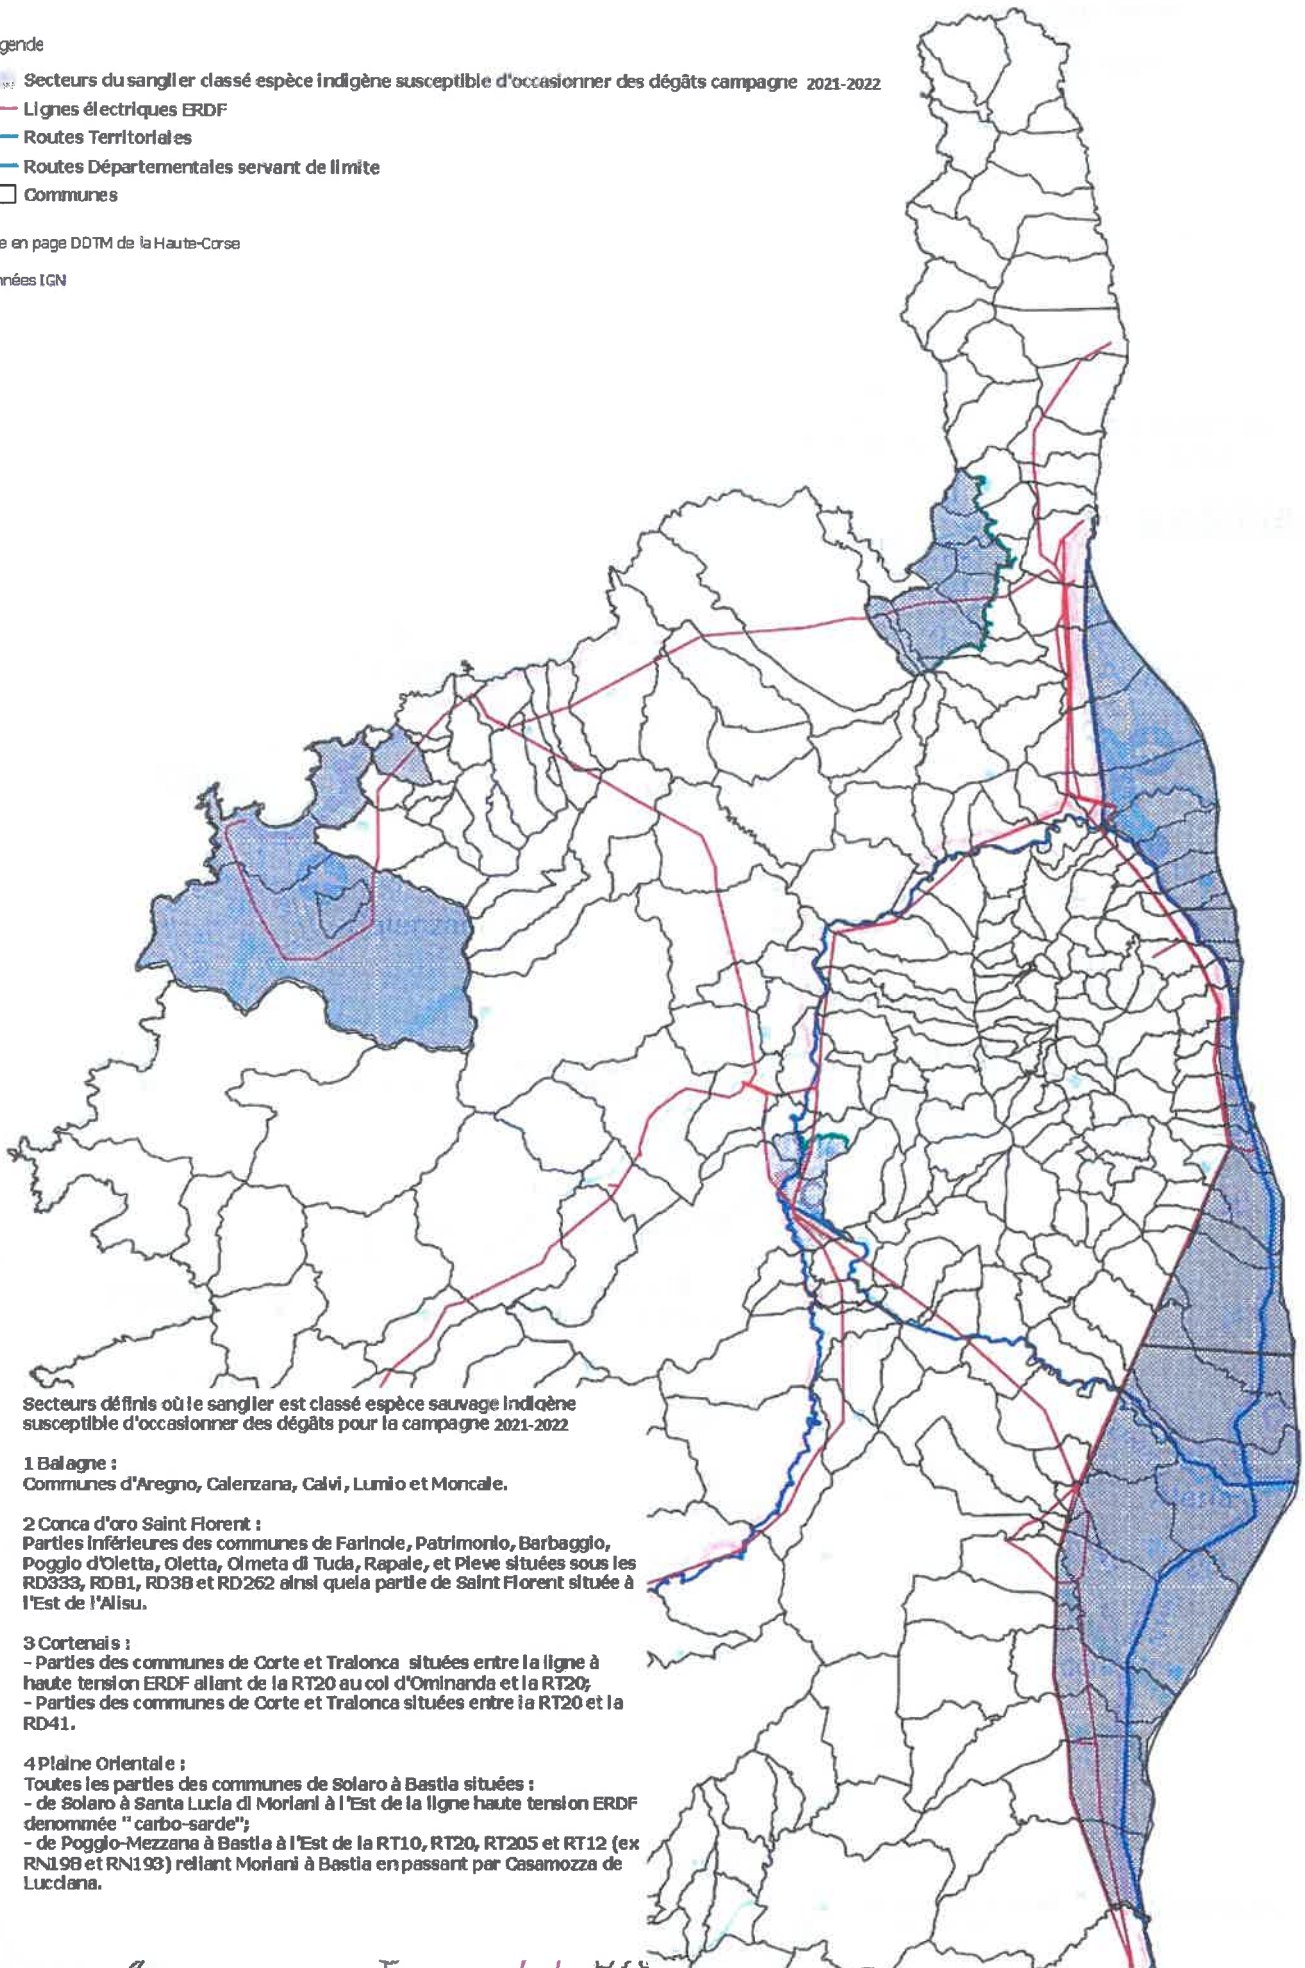 gende
Secteurs du sanglier classé espèce indigène susceptible d'occasionner des dégâts campagne 2021-2022
Lignes électriques ERDF
Routes Territoriales
Routes Départementales servant de limite
Communes
e en page DDTM de la Haute-Corse
nnées IGN
Secteurs définis où le sanglier est classé espèce sauvage indigène
susceptible d'occasionner des dégâts pour la campagne 2021-2022
1 Balagne :
Communes d'Aregno, Calenzana, Calvi, Lumio et Moncale.
2 Conca d'oro Saint Florent :
Parties inférieures des communes de Farinole, Patrimonio, Barbaggio,
Poggio d'Oletta, Oletta, Olmeta di Tuda, Rapale, et Pieve situées sous les
RD333, RD81, RD38 et RD262 ainsi quela partie de Saint Florent située à
l'Est de l'Alisu.
3 Cortenais :
- Parties des communes de Corte et Tralonca situées entre la ligne à
haute tension ERDF allant de la RT20 au col d'Ominanda et la RT20;
- Parties des communes de Corte et Tralonca situées entre la RT20 et la
RD41.
4 Plaine Orientale :
Toutes les parties des communes de Solaro à Bastia situées :
- de Solaro à Santa Lucia di Moriani à l'Est de la ligne haute tension ERDF
denommée "carbo-sarde";
- de Poggio-Mezzana à Bastia à l'Est de la RT10, RT20, RT205 et RT12 (ex
RN198 et RN193) reliant Moriani à Bastia en passant par Casamozza de
Lucciana.